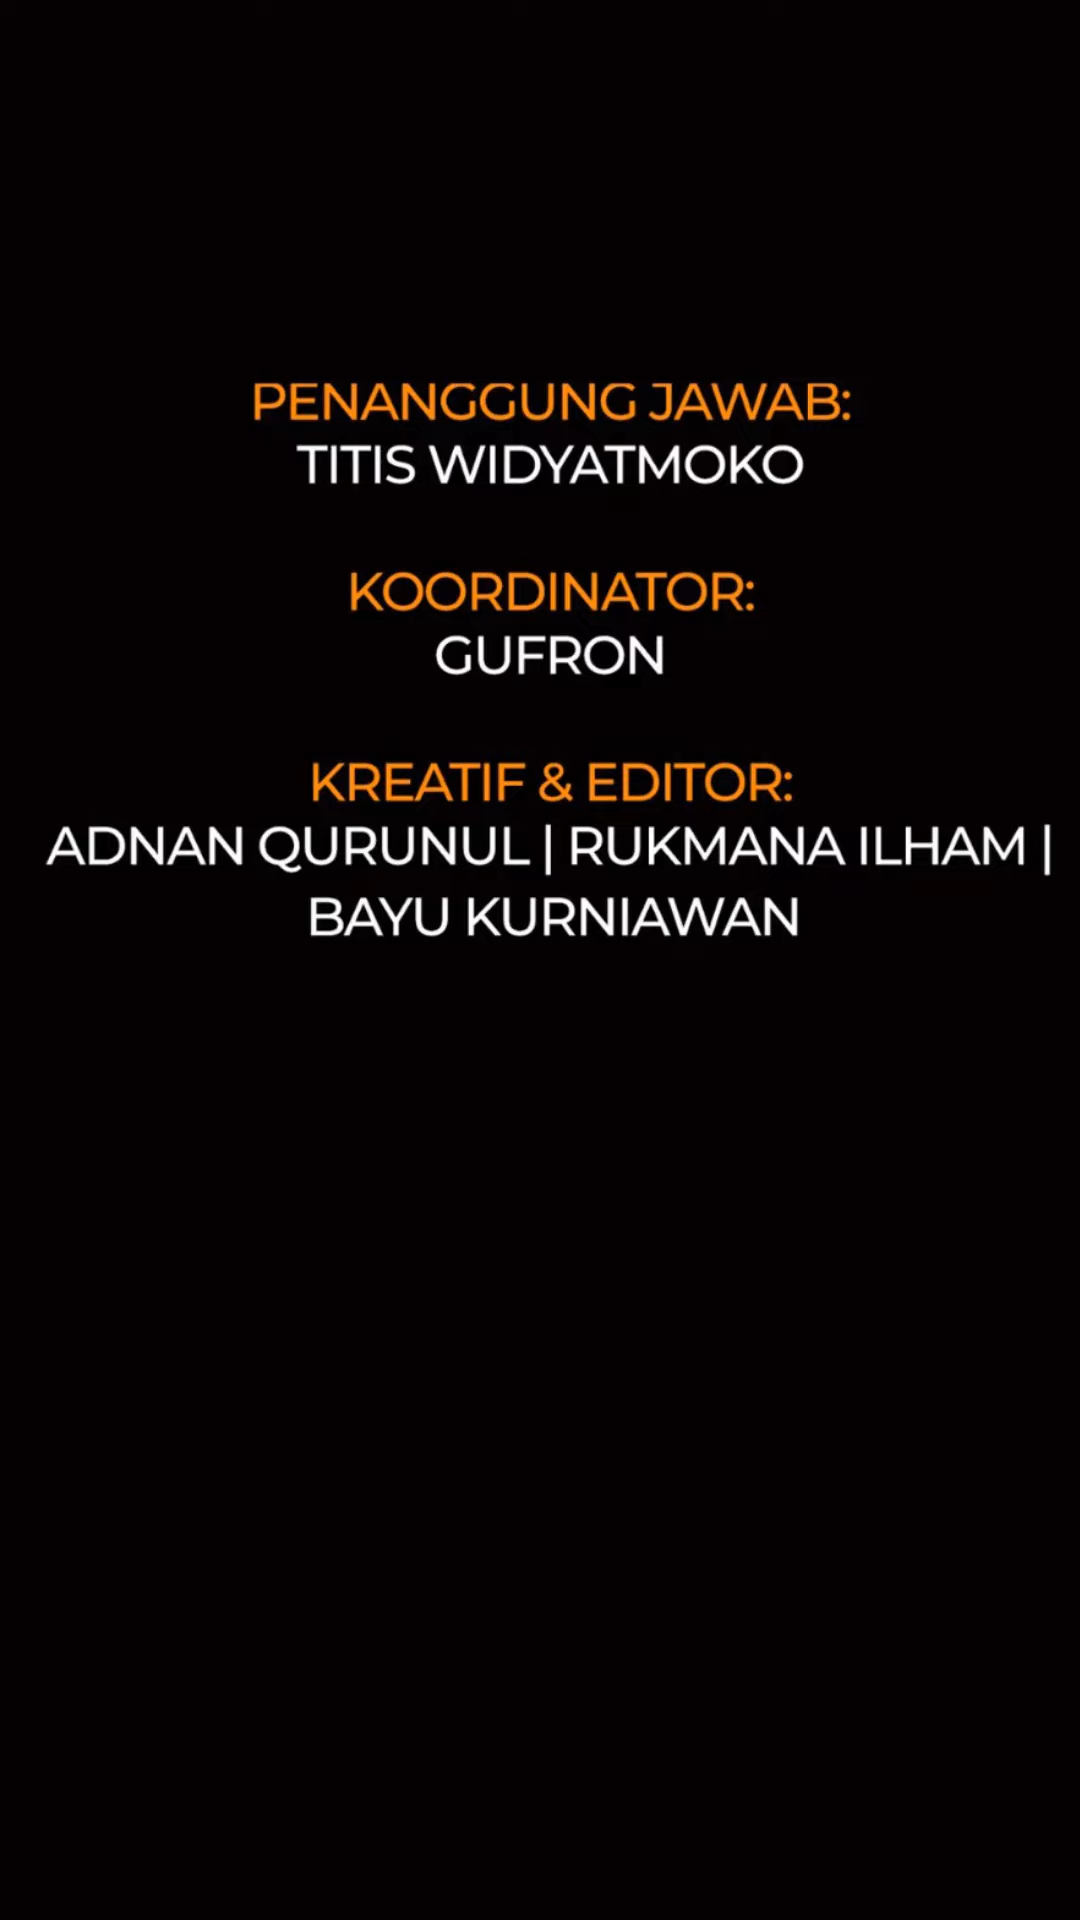 PENANGGUNG JAWAB:
TITIS WIDYATMOKO
KOORDINATOR:
GUFRON
KREATIF & EDITOR:
ADNAN QURUNUL | RUKMANA ILHAM |
BAYU KURNIAWAN